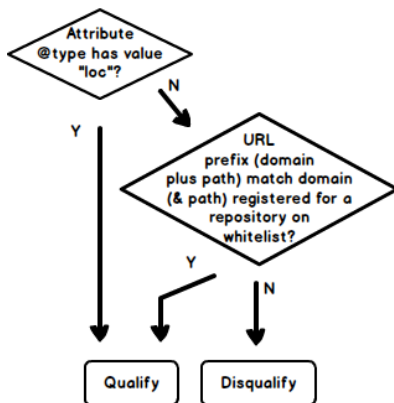 Attribute
@type has value
"loc"?
N
Y
URL
prefix (domain
plus path) match domain
(& path) registered for a
repository on
whitelist?
Y
N
Qualify
Disqualify